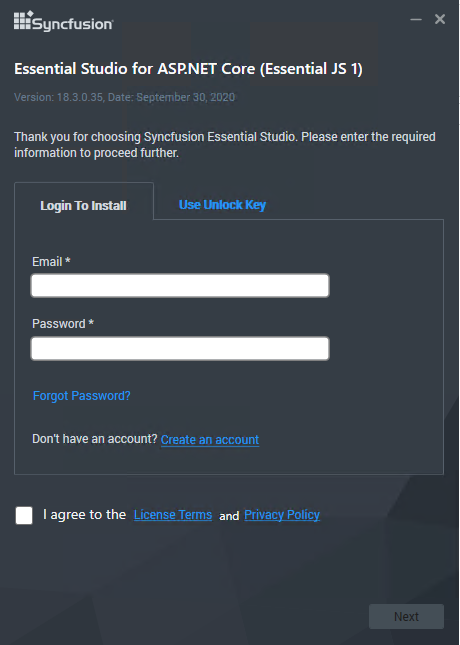 Syncfusion
Essential Studio for ASP.NET Core (Essential JS 1)
Version: 18.3.0.35, Date: September 30, 2020
Thank you for choosing Syncfusion Essential Studio. Please enter the required
information to proceed further.
Login To Install Use Unlock Key
Email *
Password *
Forgot Password?
Don't have an account? Create an account
I agree to the License Terms and Privacy Policy
Next